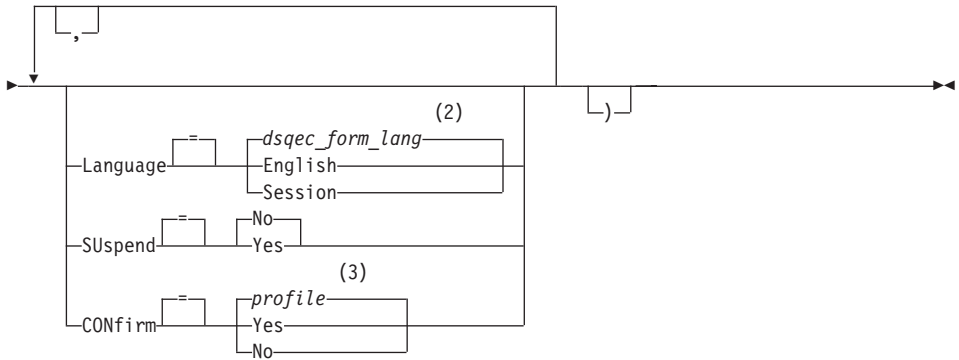 ,
)
(2)
= dsqec_form_lang
Language English
Session
= No
SUspend Yes
(3)
= profile
CONfirm Yes
No